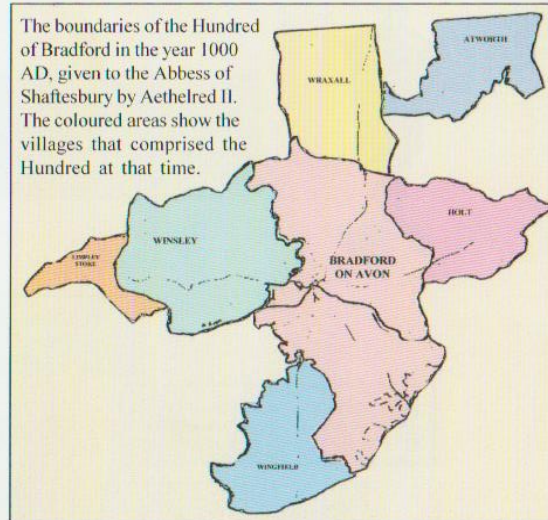 The boundaries of the Hundred
of Bradford in the year 1000
AD, given to the Abbess of
Shaftesbury by Aethelred II.
The coloured areas show the
villages that comprised the
Hundred at that time.
ATWORTH
WRAXALL
HOLT
WINSLEY
LIMPLEY
STOKE
BRADFORD
ON AVON
WINGFIELD